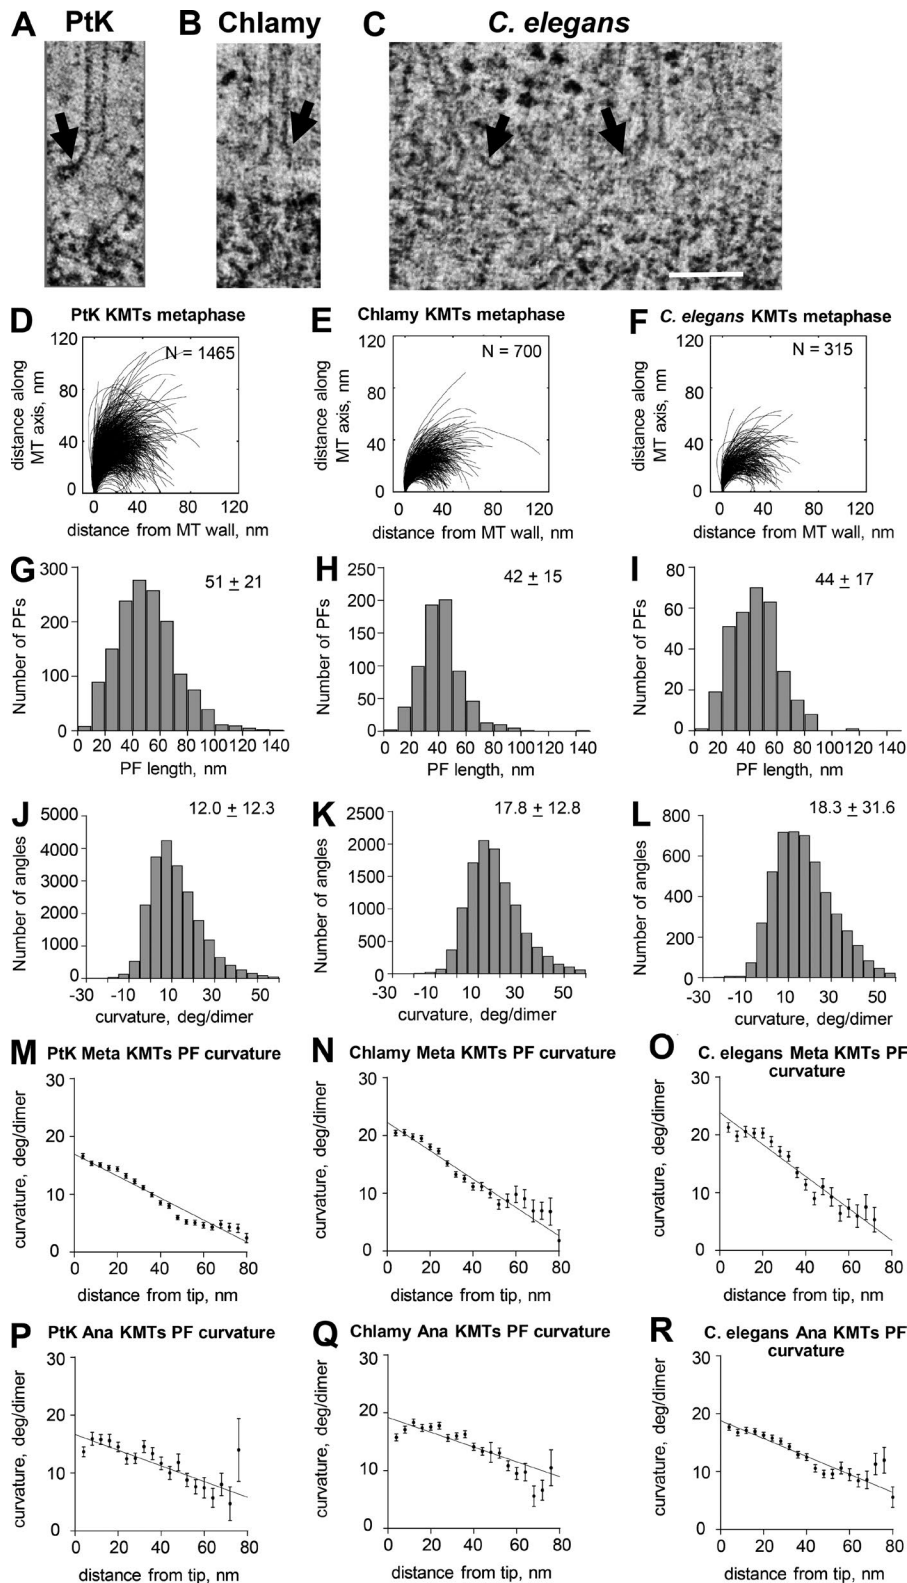 A PtK B Chlamy C C. elegans
D PtK KMTs metaphase E Chlamy KMTs metaphase F C. elegans KMTs metaphase
120 120 120
N = 1465 N = 700 N = 315
80 80 80
40 40 40
0 0 0
distance along MT axis, nm distance along MT axis, nm distance along MT axis, nm
0 40 80 120 0 40 80 120 0 40 80 120
distance from MT wall, nm distance from MT wall, nm distance from MT wall, nm
G H I
300 250 80
51 ± 21 42 ± 15 44 ± 17
200 200 60
150 40
100 100 20
50
0 0 0
Number of PFs Number of PFs Number of PFs
0 20 40 60 80 100 120 140 0 20 40 60 80 100 120 140 0 20 40 60 80 100 120 140
PF length, nm PF length, nm PF length, nm
J K L
12.0 ± 12.3 17.8 ± 12.8 18.3 ± 31.6
5000 2500 800
4000 2000 600
3000 1500 400
2000 1000 200
1000 500
0 0 0
Number of angles Number of angles Number of angles
-30 -10 10 30 50 -30 -10 10 30 50 -30 -10 10 30 50
curvature, deg/dimer curvature, deg/dimer curvature, deg/dimer
M PtK Meta KMTs PF curvature N Chlamy Meta KMTs PF curvature O C. elegans Meta KMTs PF
curvature
30 30 30
20 20 20
10 10 10
0 0 0
curvature, deg/dimer curvature, deg/dimer curvature, deg/dimer
0 20 40 60 80 0 20 40 60 80 0 20 40 60 80
distance from tip, nm distance from tip, nm distance from tip, nm
P PtK Ana KMTs PF curvature Q Chlamy Ana KMTs PF curvature R C. elegans Ana KMTs PF
curvature
30 30 30
20 20 20
10 10 10
0 0 0
curvature, deg/dimer curvature, deg/dimer curvature, deg/dimer
0 20 40 60 80 0 20 40 60 80 0 20 40 60 80
distance from tip, nm distance from tip, nm distance from tip, nm